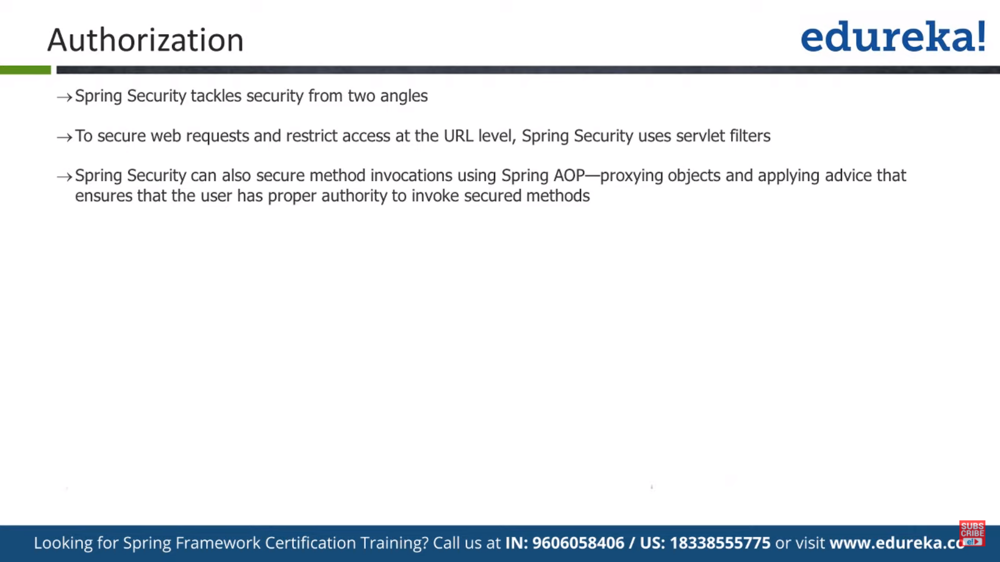 Authorization
edureka!
→Spring Security tackles security from two angles
→To secure web requests and restrict access at the URL level, Spring Security uses servlet filters
→Spring Security can also secure method invocations using Spring AOP—proxying objects and applying advice that
ensures that the user has proper authority to invoke secured methods
SUBS
CRIBE
e!
Looking for Spring Framework Certification Training? Call us at IN: 9606058406 / US: 18338555775 or visit www.edureka.co